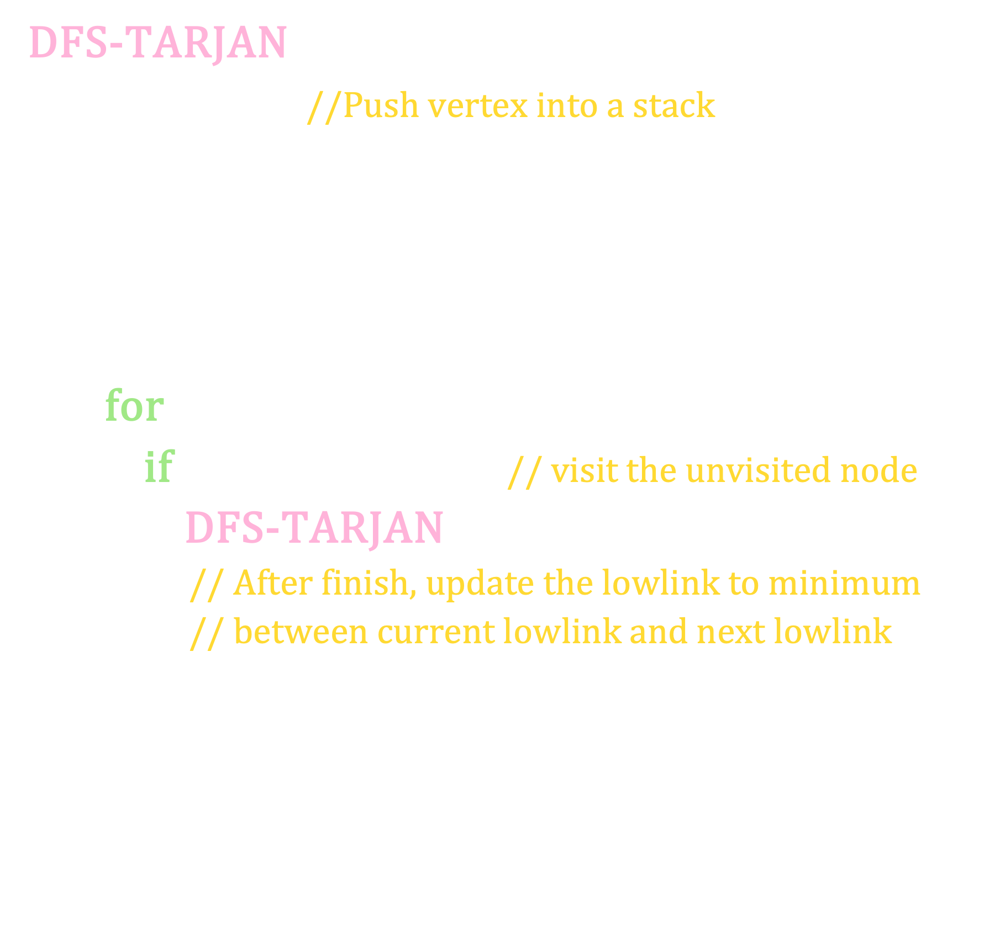 DFS-TARJAN
//Push vertex into a stack
for
if // visit the unvisited node
DFS-TARJAN
// After finish, update the lowlink to minimum
// between current lowlink and next lowlink